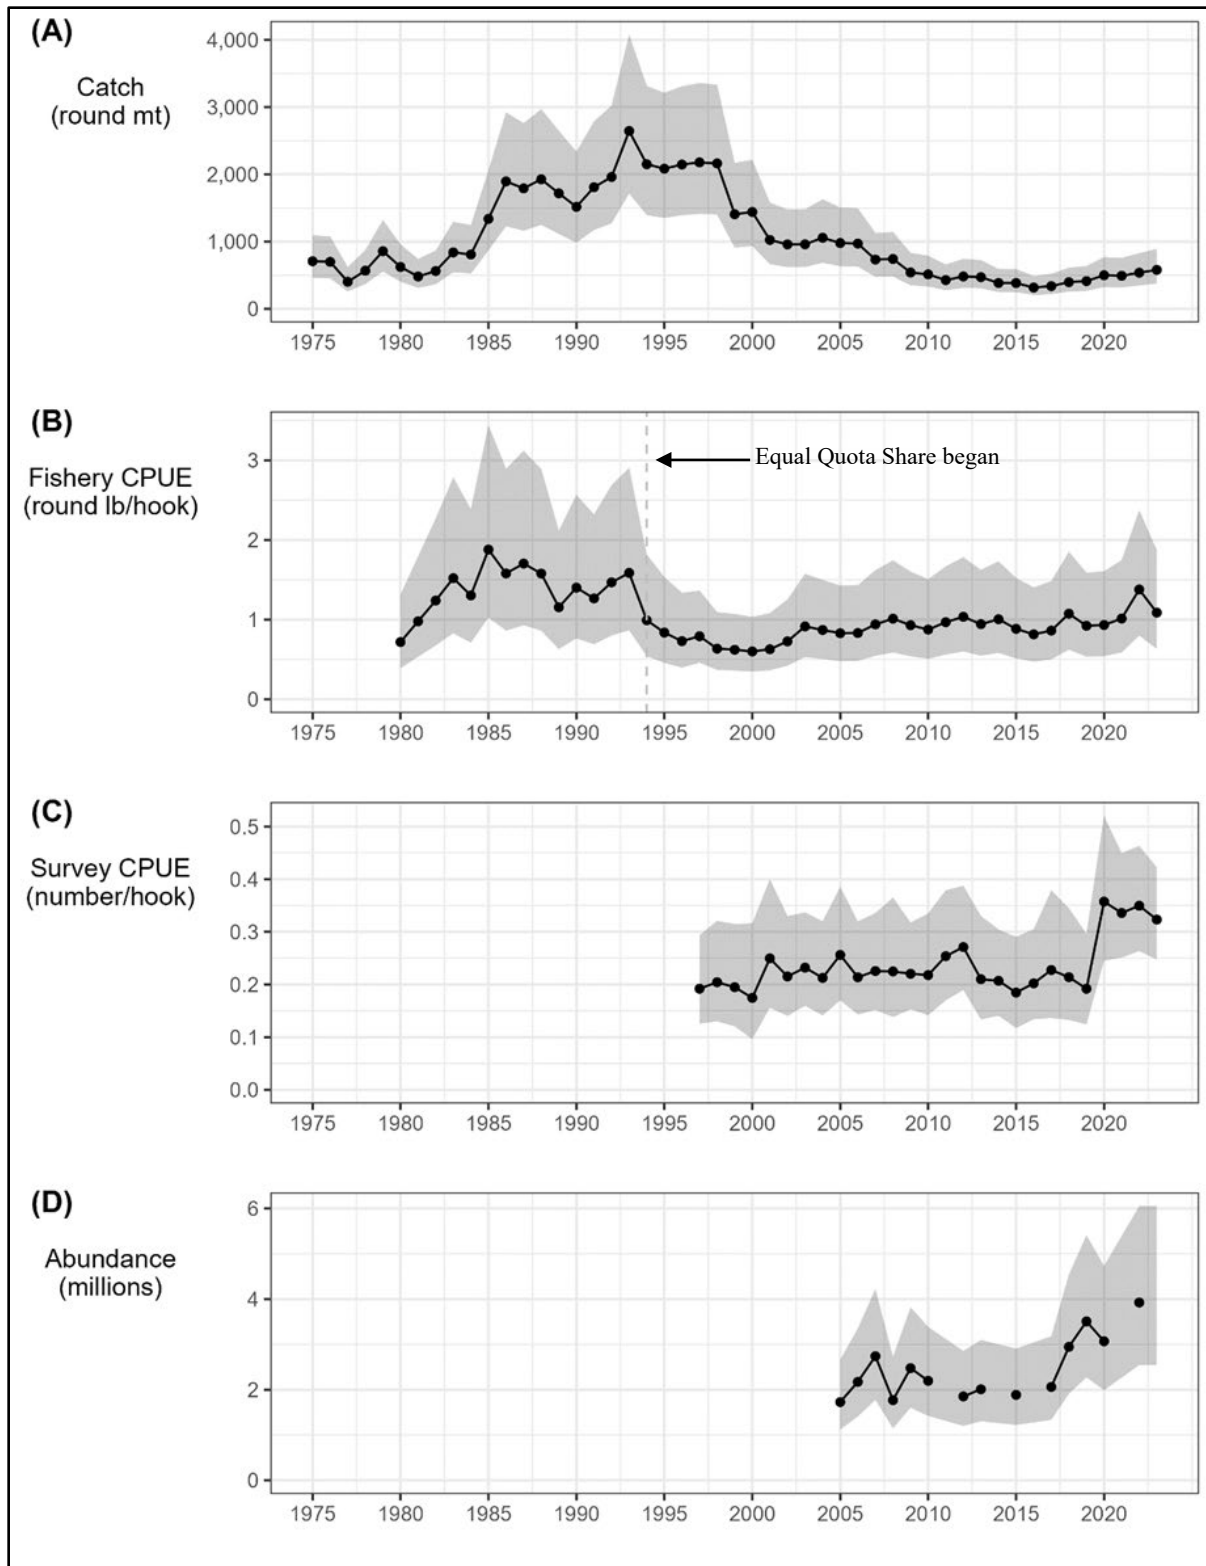 (A)
Catch
(round mt)
4,000
3,000
2,000
1,000
0
1975 1980 1985 1990 1995 2000 2005 2010 2015 2020
(B)
Fishery CPUE
(round lb/hook)
3
2
1
0
Equal Quota Share began
1975 1980 1985 1990 1995 2000 2005 2010 2015 2020
(C)
Survey CPUE
(number/hook)
0.5
0.4
0.3
0.2
0.1
0.0
1975 1980 1985 1990 1995 2000 2005 2010 2015 2020
(D)
Abundance
(millions)
6
4
2
0
1975 1980 1985 1990 1995 2000 2005 2010 2015 2020